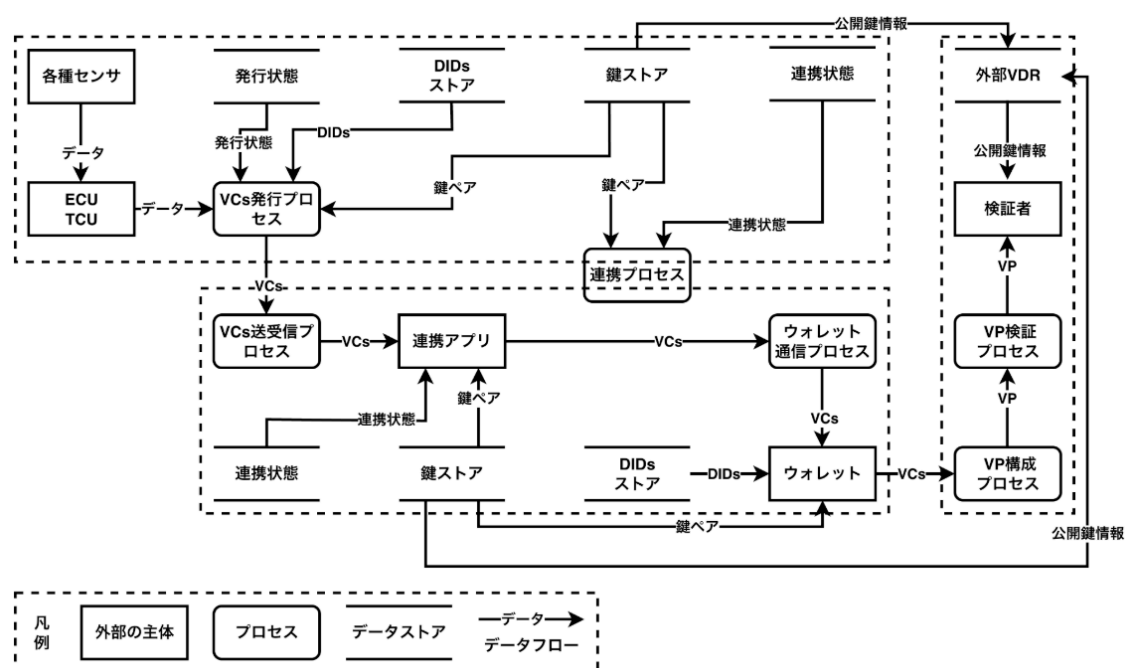 公開鍵情報
各種センサ
発行状態
DIDs
ストア
鍵ストア
連携状態
外部VDR
データ
発行状態
DIDs
鍵ペア
鍵ペア
公開鍵情報
ECU
TCU
データ
VCs発行プロ
セス
連携状態
検証者
連携プロセス
VP
VCs
VCs送受信プ
ロセス
VCs
連携アプリ
VCs
ウォレット
通信プロセス
VP検証
プロセス
連携状態
鍵ペア
VCs
VP
連携状態
鍵ストア
DIDs
ストア
DIDs
ウォレット
VCs
VP構成
プロセス
鍵ペア
公開鍵情報
凡
例
外部の主体
プロセス
データストア
データ
データフロー